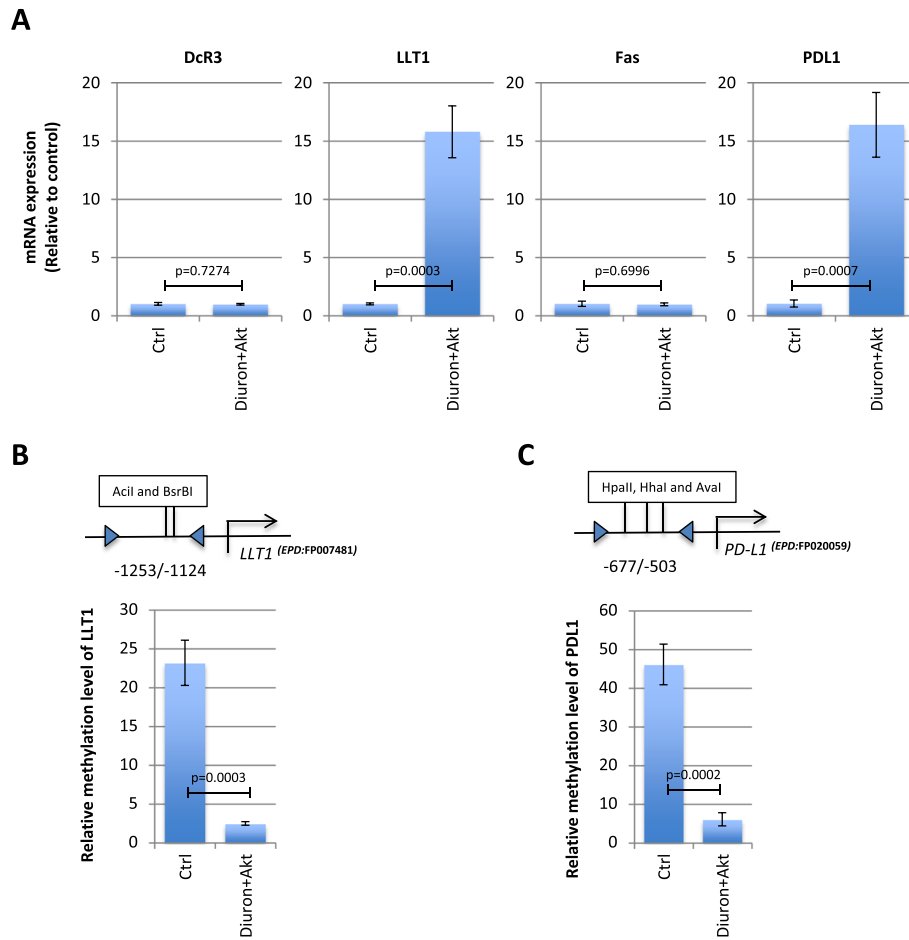 A
DcR3
LLT1
Fas
PDL1
mRNA expression
(Relative to control)
20
15
10
5
0
p=0.7274
Ctrl
Diuron+Akt
20
15
10
5
0
p=0.0003
Ctrl
Diuron+Akt
20
15
10
5
0
p=0.6996
Ctrl
Diuron+Akt
20
15
10
5
0
p=0.0007
Ctrl
Diuron+Akt
B
AciI and BsrBI
LLT1 (EPD:FP007481)
-1253/-1124
Relative methylation level of LLT1
30
25
20
15
10
5
0
p=0.0003
Ctrl
Diuron+Akt
C
HpaII, HhaI and AvaI
PD-L1 (EPD:FP020059)
-677/-503
Relative methylation level of PDL1
60
50
40
30
20
10
0
p=0.0002
Ctrl
Diuron+Akt